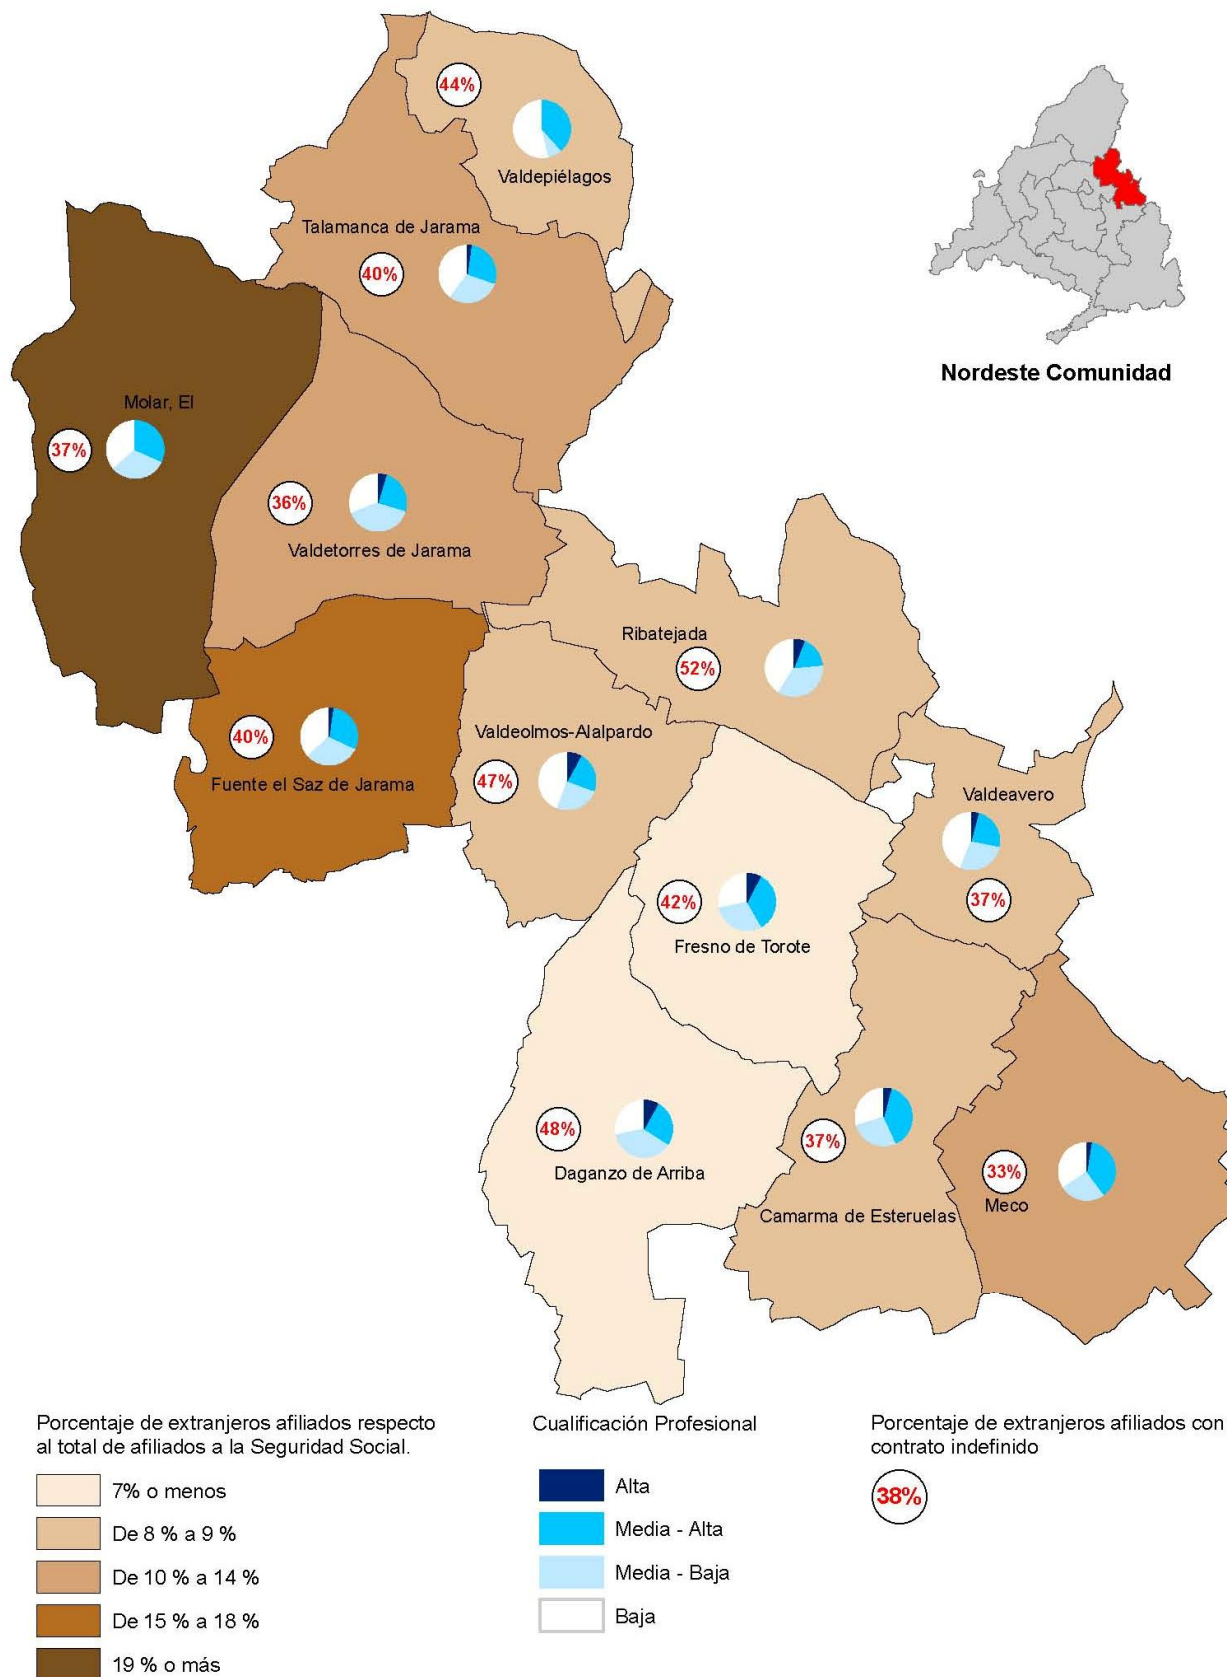 44%
Valdepiélagos
Talamanca de Jarama
40%
Nordeste Comunidad
Molar, El
37%
36%
Valdetorres de Jarama
Ribatejada
52%
Valdeolmos-Alalpardo
40%
47%
Fuente el Saz de Jarama
Valdeavero
37%
42%
Fresno de Torote
48%
Daganzo de Arriba
37%
Camarma de Esteruelas
33%
Meco
Porcentaje de extranjeros afiliados respecto
al total de afiliados a la Seguridad Social.
7% o menos
De 8 % a 9 %
De 10 % a 14 %
De 15 % a 18 %
19 % o más
Cualificación Profesional
Alta
Media - Alta
Media - Baja
Baja
Porcentaje de extranjeros afiliados con
contrato indefinido
38%